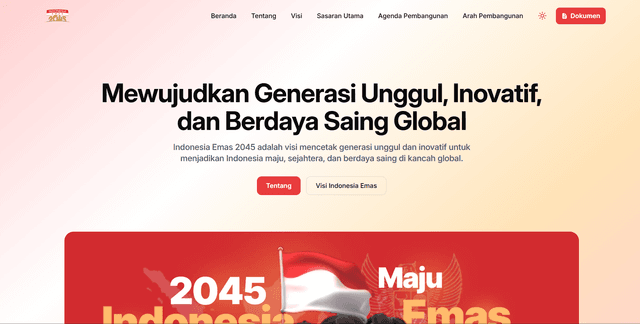 Beranda
Tentang
Visi
Sasaran Utama
Agenda Pembangunan
Arah Pembangunan
Dokumen
Mewujudkan Generasi Unggul, Inovatif,
dan Berdaya Saing Global
Indonesia Emas 2045 adalah visi mencetak generasi unggul dan inovatif untuk
menjadikan Indonesia maju, sejahtera, dan berdaya saing di kancah global.
Tentang
Visi Indonesia Emas
2045
Maju
Indonesia
Emas